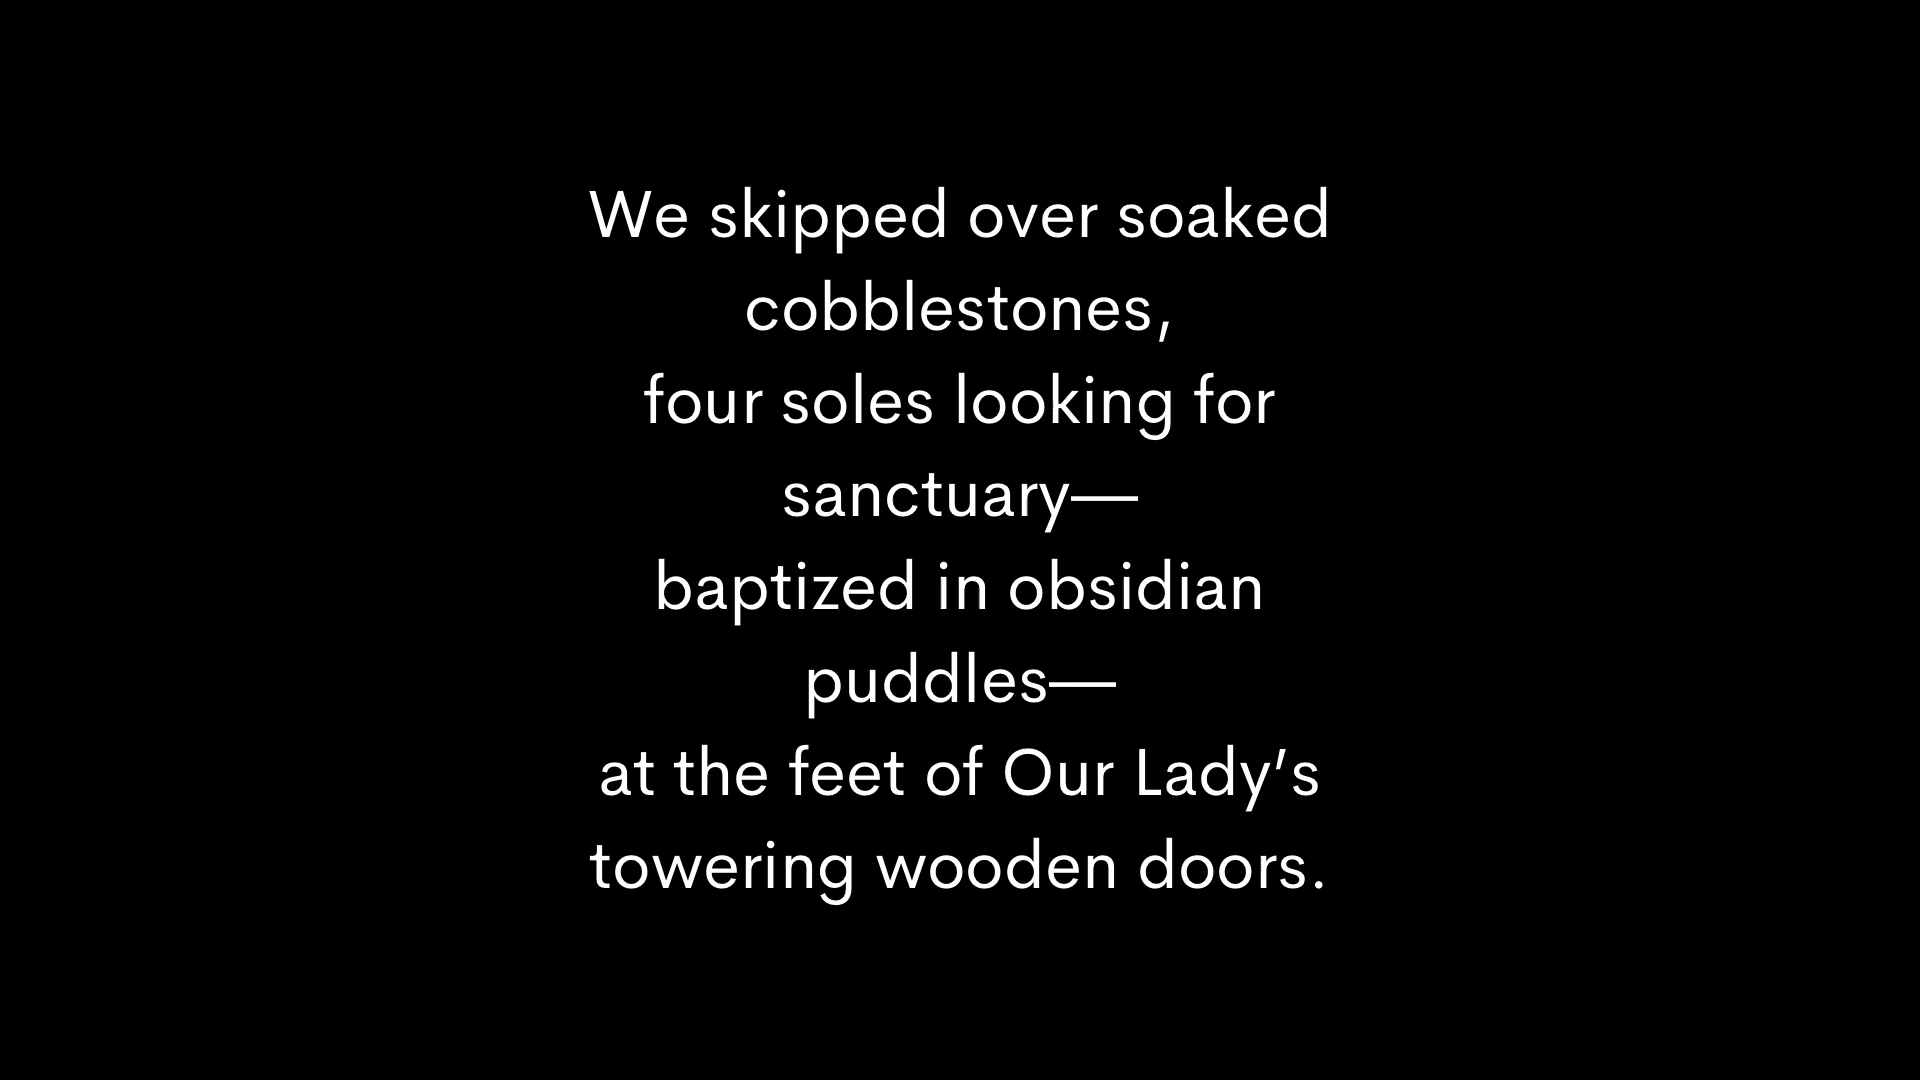 We skipped over soaked
cobblestones,
four soles looking for
sanctuary—
baptized in obsidian
puddles—
at the feet of Our Lady’s
towering wooden doors.